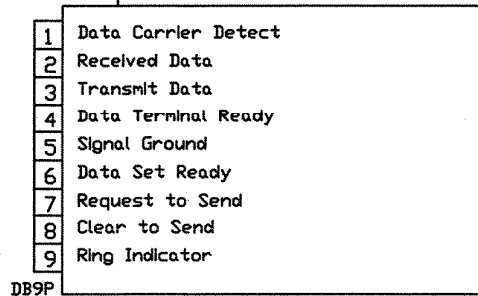 1 Data Carrier Detect
2 Received Data
3 Transmit Data
4 Data Terminal Ready
5 Signal Ground
6 Data Set Ready
7 Request to Send
8 Clear to Send
9 Ring Indicator
DB9P